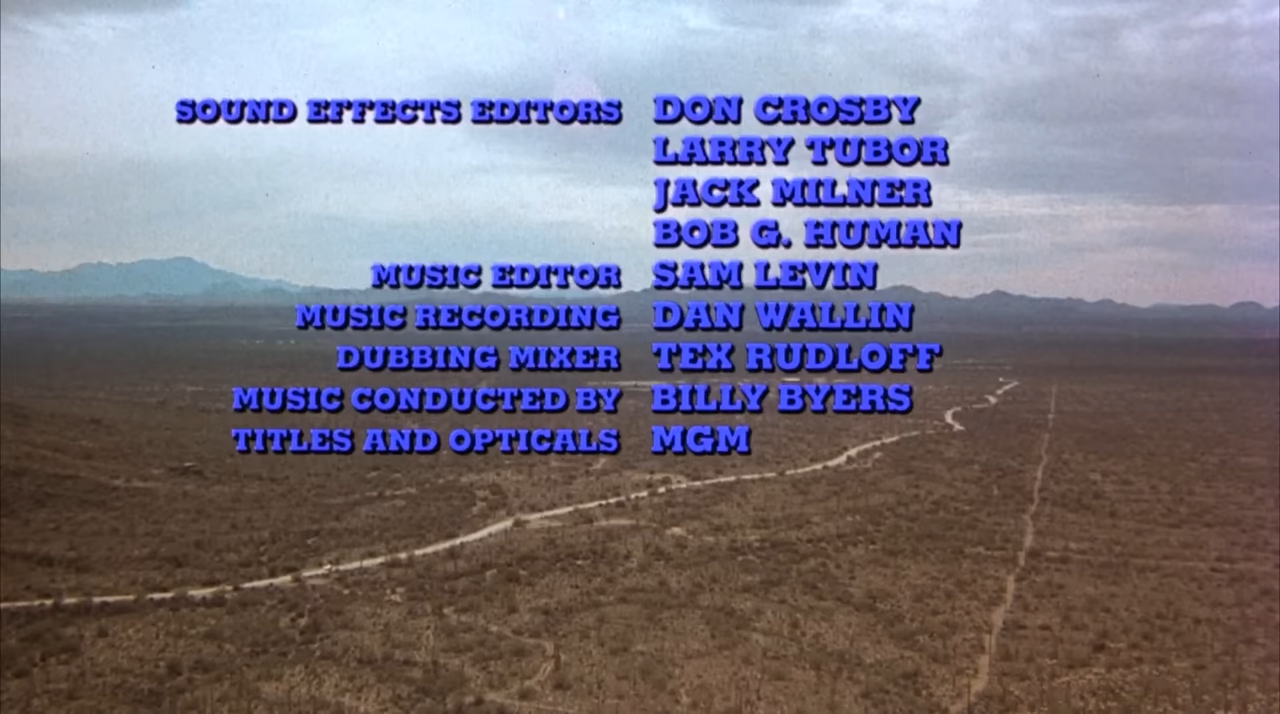 SOUND EFFECTS EDITORS DON CROSBY
LARRY TUBOR
JACK MILNER
BOB G. HUMAN
MUSIC EDITOR SAM LEVIN
MUSIC RECORDING DAN WALLIN
DUBBING MIXER TEX RUDLOFF
MUSIC CONDUCTED BY BILLY BYERS
TITLES AND OPTICALS MGM